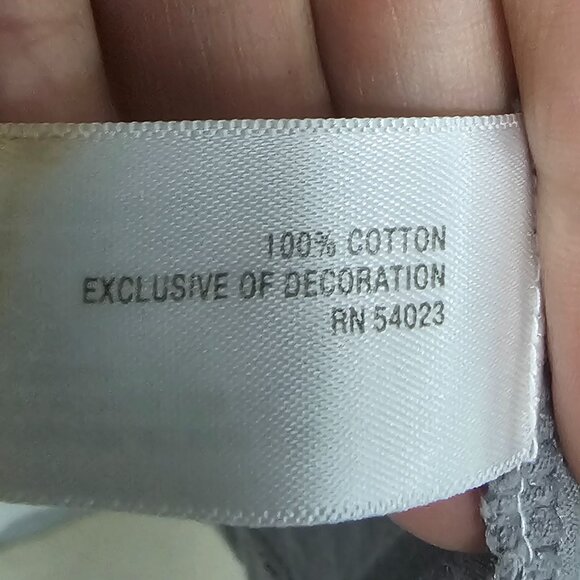 100% COTTON
EXCLUSIVE OF DECORATION
RN 54023